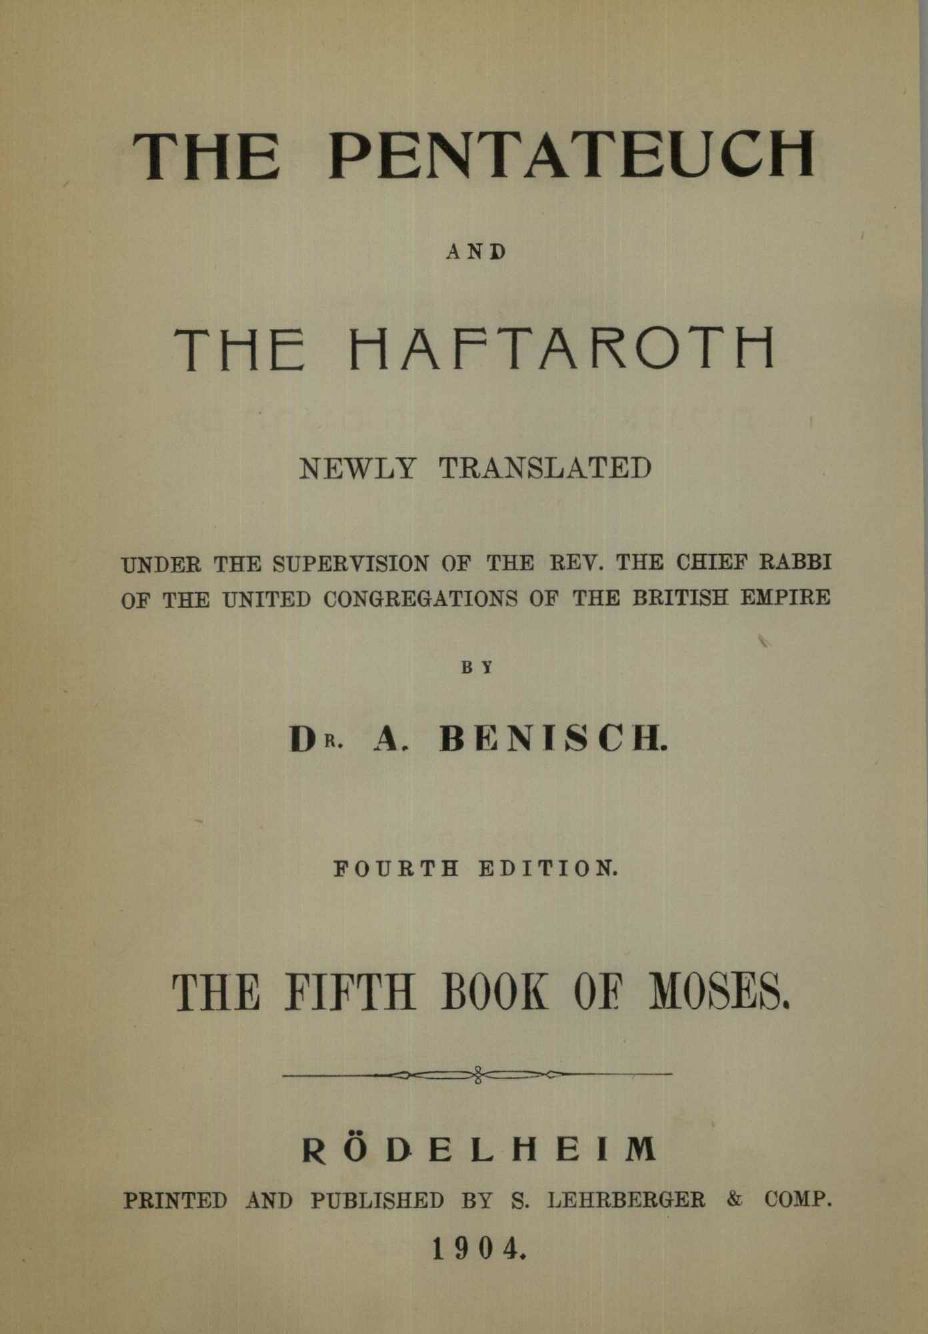 THE PENTATEUCH
AND
THE HAFTAROTH
NEWLY TRANSLATED
UNDER THE SUPERVISION OF THE REV. THE CHIEF RABBI
OF THE UNITED CONGREGATIONS OF THE BRITISH EMPIRE
BY
DR. A. BENISCH.
FOURTH EDITION.
THE FIFTH BOOK OF MOSES.
RÖDELHEIM
PRINTED AND PUBLISHED BY S. LEHRBERGER & COMP.
1904.